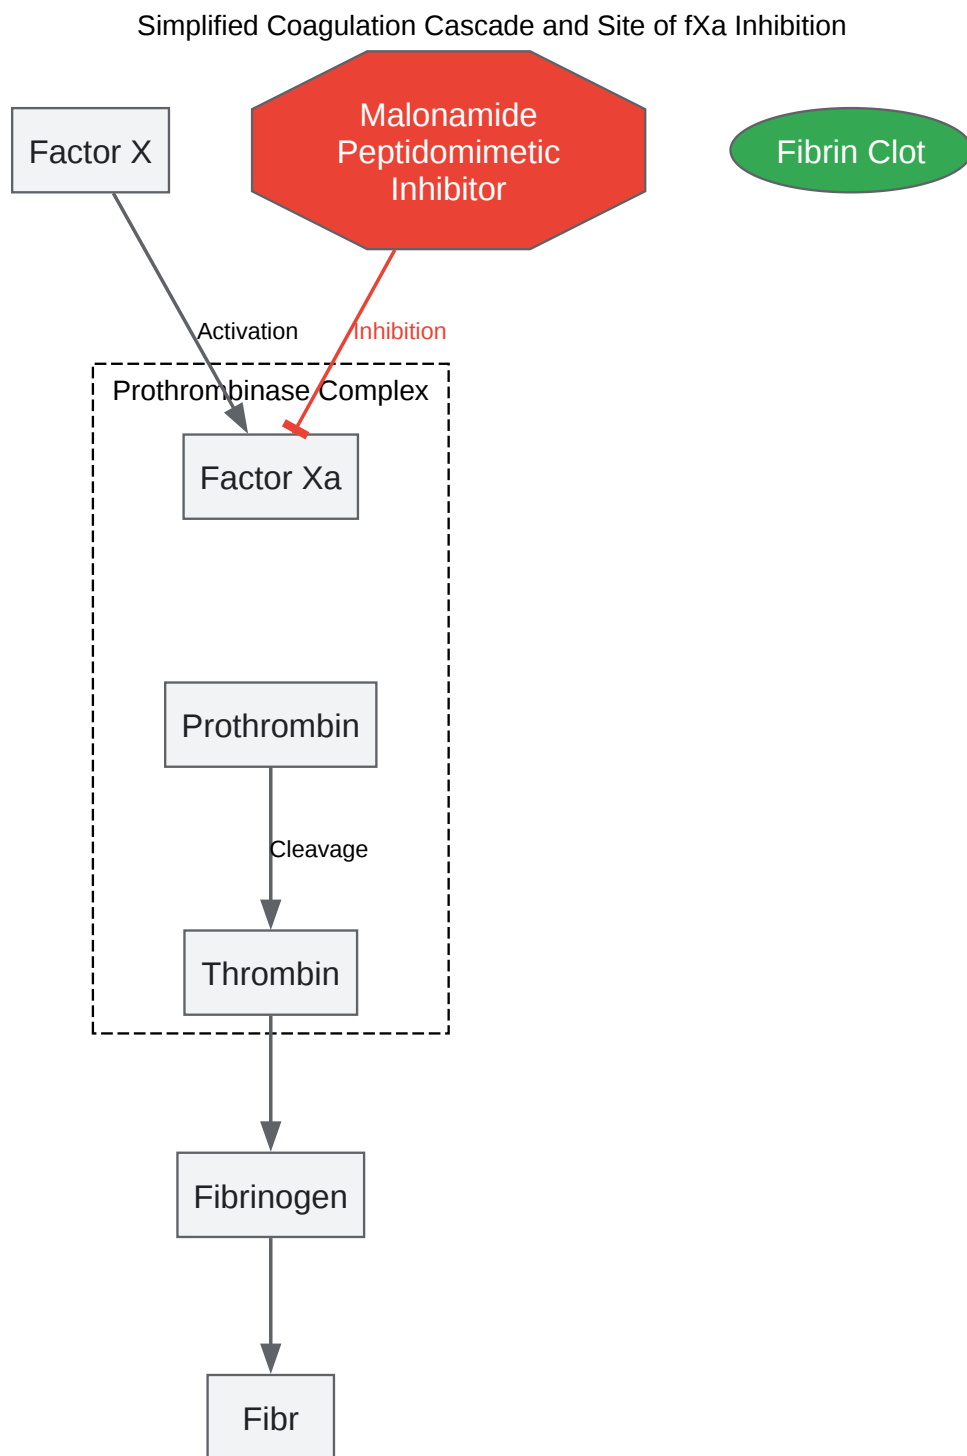 Simplified Coagulation Cascade and Site of fXa Inhibition
Factor X
Malonamide
Peptidomimetic
Inhibitor
Fibrin Clot
Activation
Inhibition
Prothrombinase Complex
Factor Xa
Prothrombin
Cleavage
Thrombin
Fibrinogen
Fibr